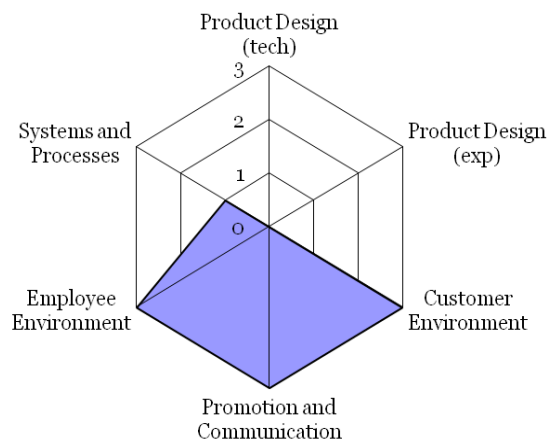 Product Design
(tech)
3
Systems and
Processes
2
Product Design
(exp)
1
0
Employee
Environment
Customer
Environment
Promotion and
Communication